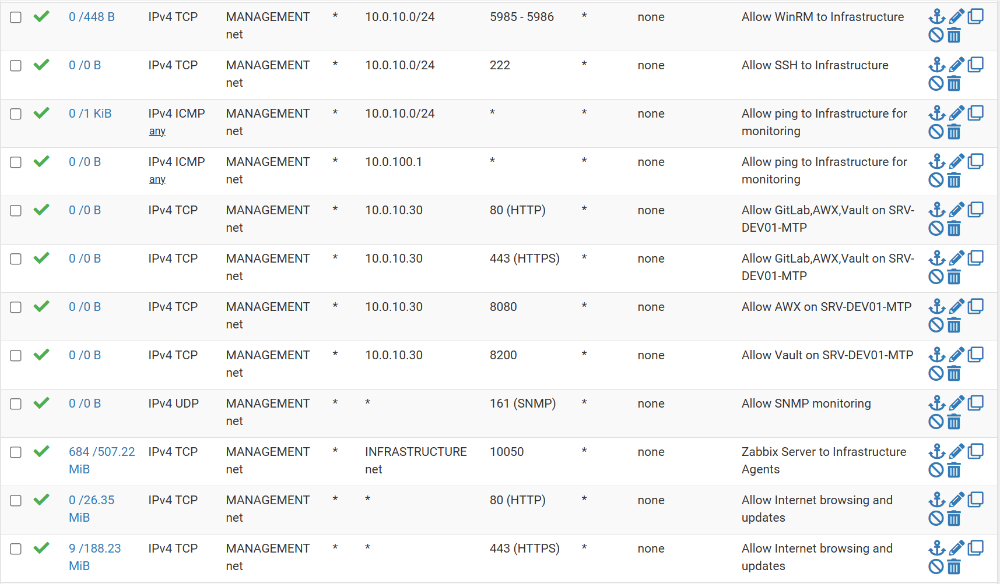 0 /448 B IPv4 TCP MANAGEMENT net * 10.0.10.0/24 5985 - 5986 * none Allow WinRM to Infrastructure
0 /0 B IPv4 TCP MANAGEMENT net * 10.0.10.0/24 222 * none Allow SSH to Infrastructure
0 /1 KiB IPv4 ICMP any MANAGEMENT net * 10.0.10.0/24 * * none Allow ping to Infrastructure for monitoring
0 /0 B IPv4 ICMP any MANAGEMENT net * 10.0.100.1 * * none Allow ping to Infrastructure for monitoring
0 /0 B IPv4 TCP MANAGEMENT net * 10.0.10.30 80 (HTTP) * none Allow GitLab,AWX,Vault on SRV-DEV01-MTP
0 /0 B IPv4 TCP MANAGEMENT net * 10.0.10.30 443 (HTTPS) * none Allow GitLab,AWX,Vault on SRV-DEV01-MTP
0 /0 B IPv4 TCP MANAGEMENT net * 10.0.10.30 8080 * none Allow AWX on SRV-DEV01-MTP
0 /0 B IPv4 TCP MANAGEMENT net * 10.0.10.30 8200 * none Allow Vault on SRV-DEV01-MTP
0 /0 B IPv4 UDP MANAGEMENT net * * 161 (SNMP) * none Allow SNMP monitoring
684 /507.22 MiB IPv4 TCP MANAGEMENT net * INFRASTRUCTURE net 10050 * none Zabbix Server to Infrastructure Agents
0 /26.35 MiB IPv4 TCP MANAGEMENT net * * 80 (HTTP) * none Allow Internet browsing and updates
9 /188.23 MiB IPv4 TCP MANAGEMENT net * * 443 (HTTPS) * none Allow Internet browsing and updates